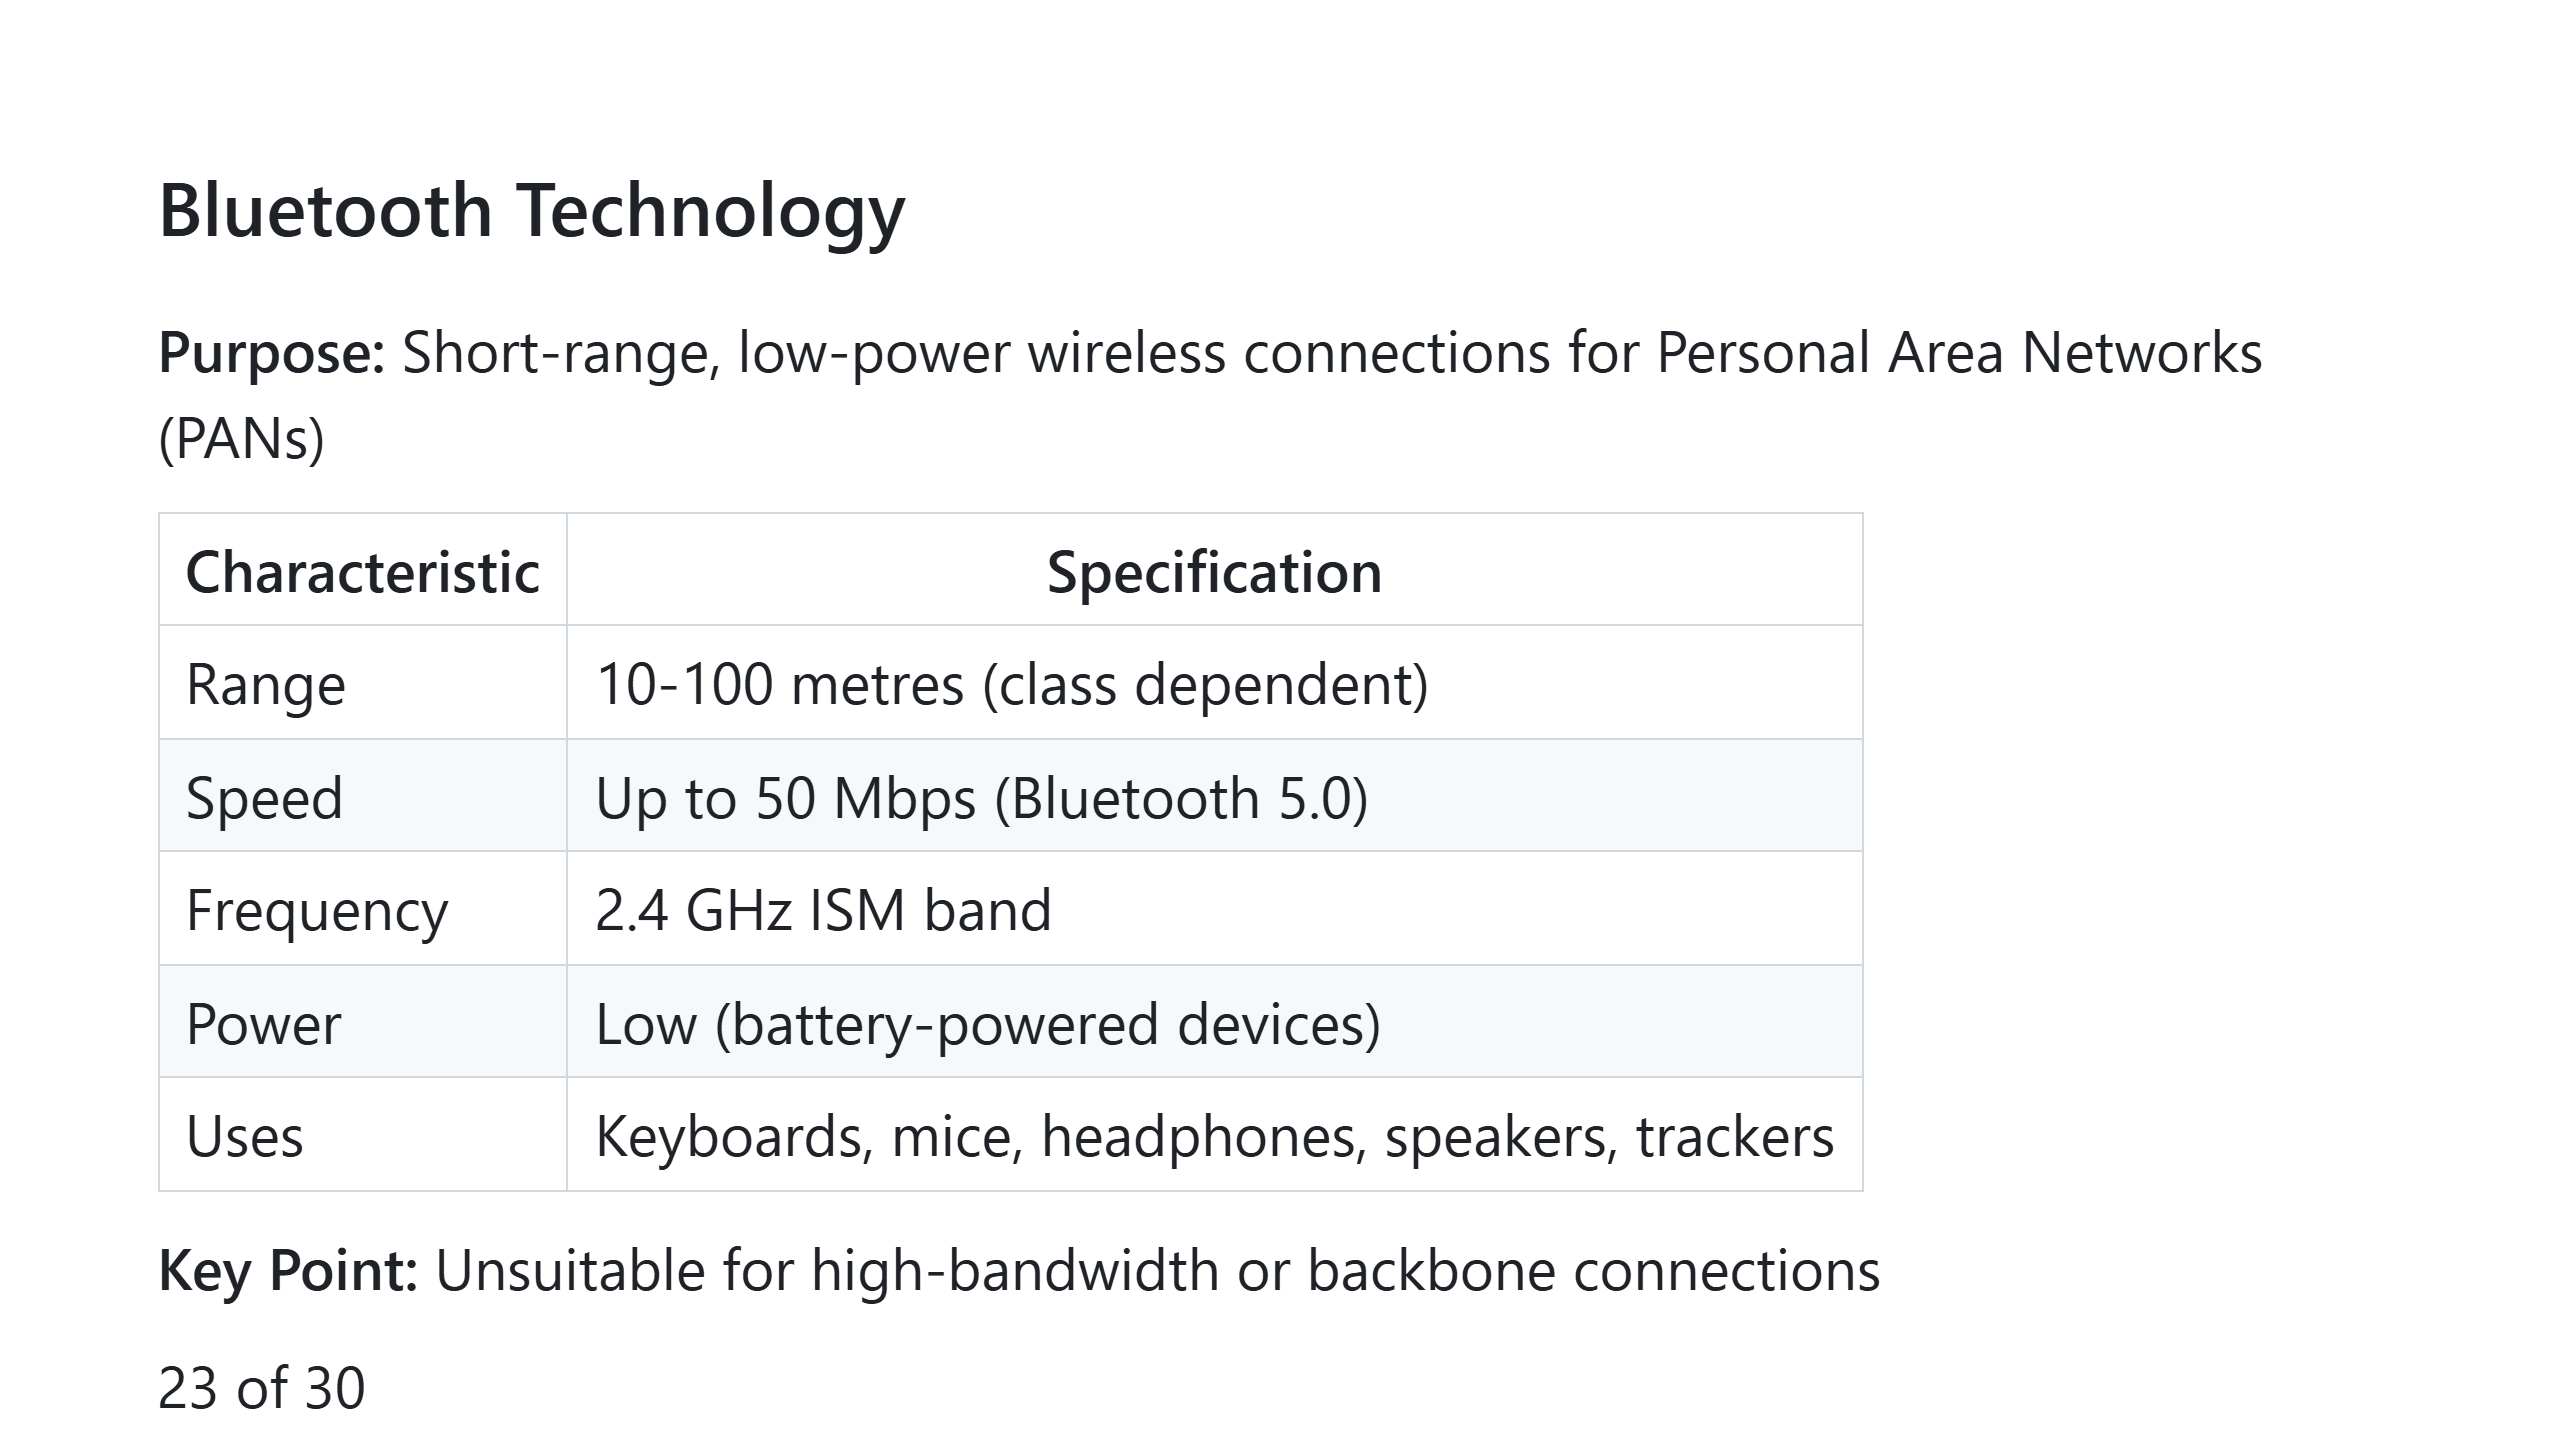 Bluetooth Technology
Purpose: Short-range, low-power wireless connections for Personal Area Networks
(PANs)
Characteristic Specification
Range 10-100 metres (class dependent)
Speed Up to 50 Mbps (Bluetooth 5.0)
Frequency 2.4 GHz ISM band
Power Low (battery-powered devices)
Uses Keyboards, mice, headphones, speakers, trackers
Key Point: Unsuitable for high-bandwidth or backbone connections
23 of 30